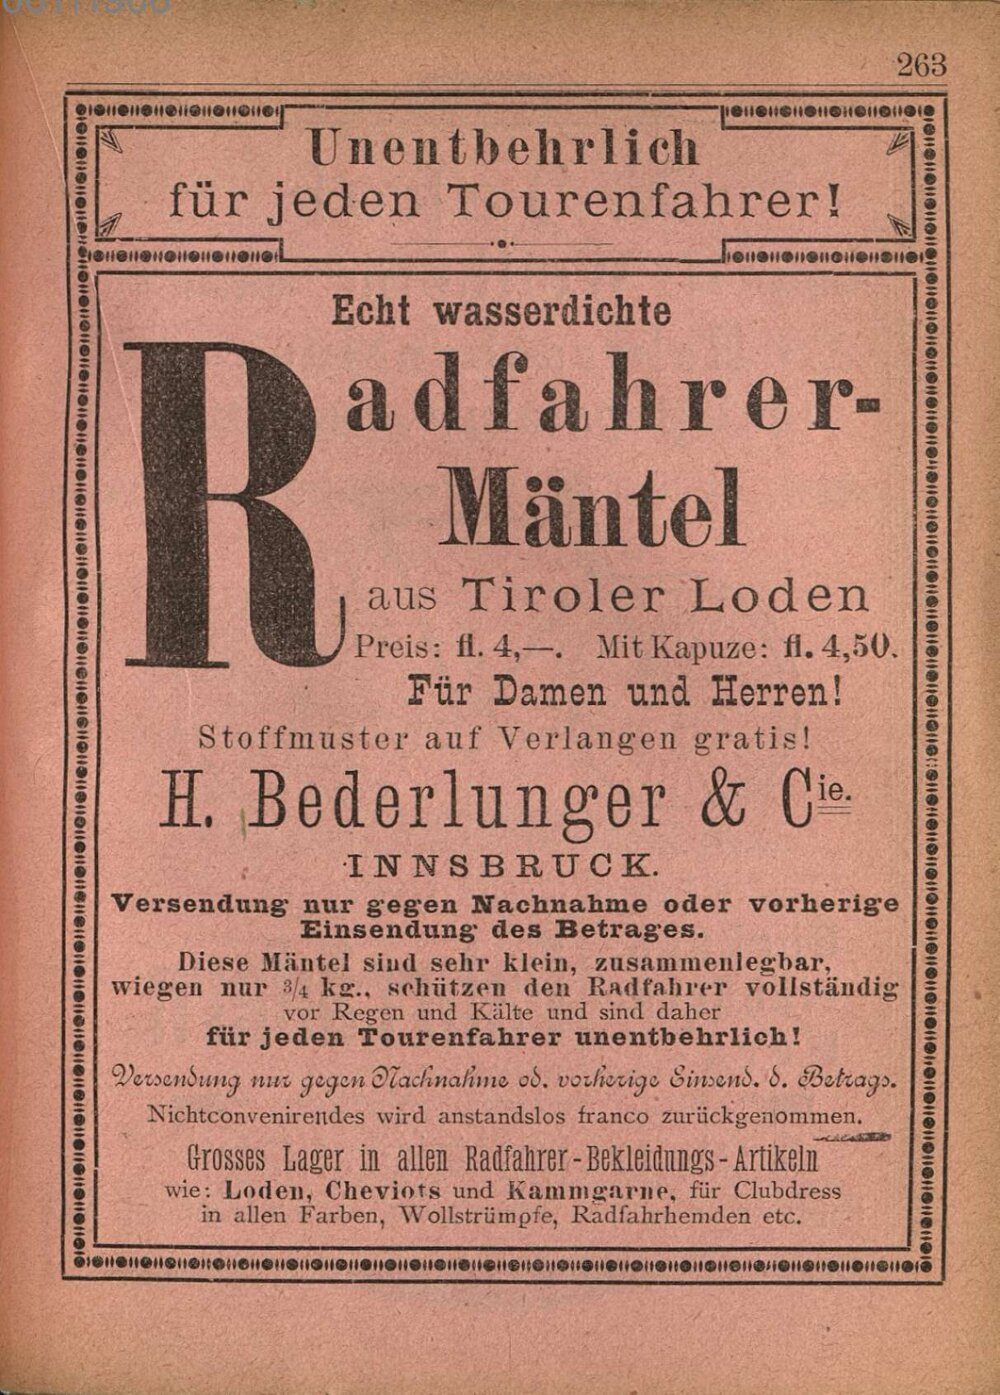 263
Unentbehrlich
für jeden Tourenfahrer!
Echt wasserdichte
Radfahrer-
Mäntel
aus Tiroler Loden
Preis: fl. 4,—. Mit Kapuze: fl. 4,50.
Für Damen und Herren!
Stoffmuster auf Verlangen gratis!
H. Bederlunger & Cie.
INNSBRUCK.
Versendung nur gegen Nachnahme oder vorherige
Einsendung des Betrages.
Diese Mäntel sind sehr klein, zusammenlegbar,
wiegen nur 3/4 kg., schützen den Radfahrer vollständig
vor Regen und Kälte und sind daher
für jeden Tourenfahrer unentbehrlich!
Versendung nur gegen Nachnahme od. vorherige Einsend. d. Betrags.
Nichtconvenirendes wird anstandslos franco zurückgenommen.
Grosses Lager in allen Radfahrer-Bekleidungs-Artikeln
wie: Loden, Cheviots und Kammgarne, für Clubdress
in allen Farben, Wollstrümpfe, Radfahrhemden etc.